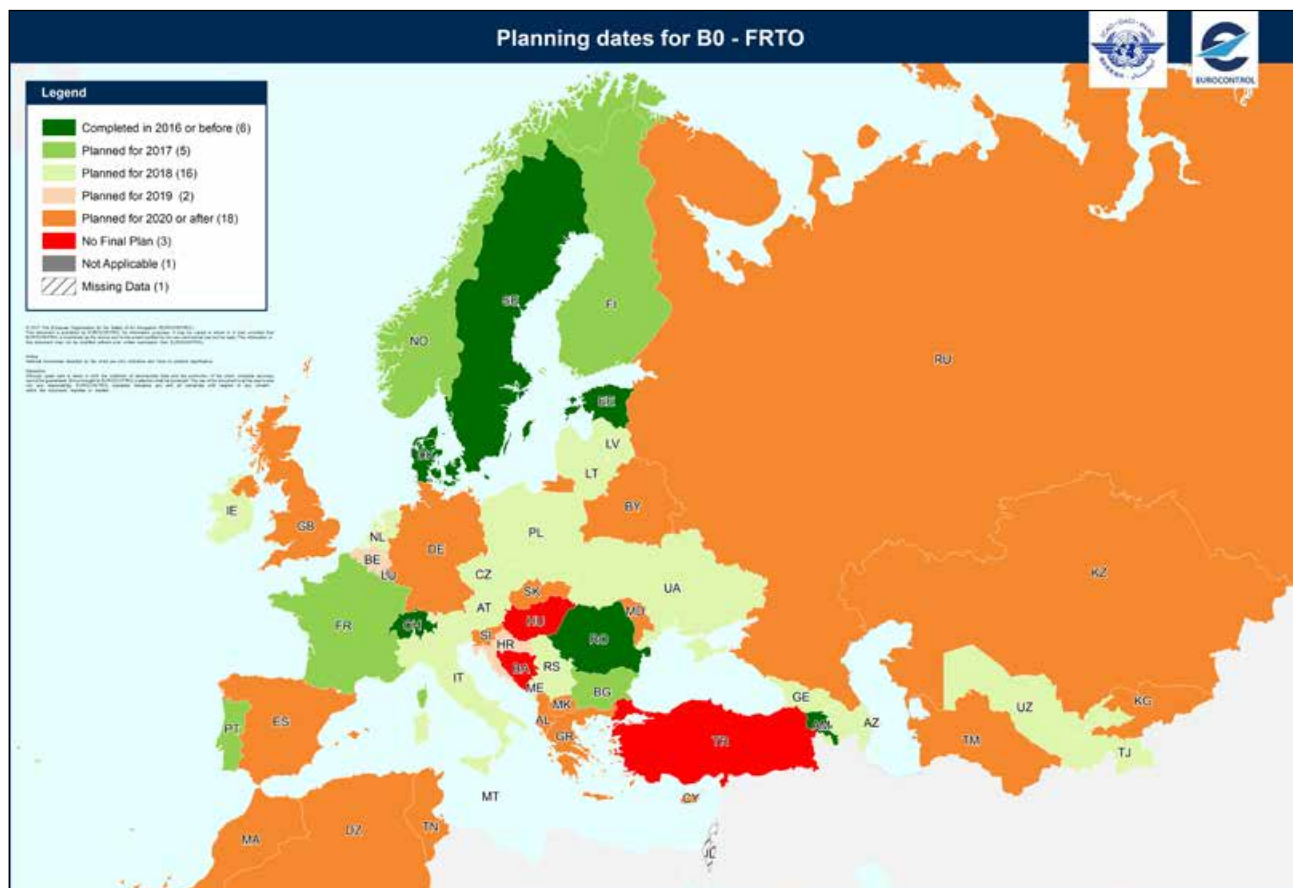 Planning dates for B0 - FRTO
EUROCONTROL
Legend
Completed in 2016 or before (6)
Planned for 2017 (5)
Planned for 2018 (16)
Planned for 2019 (2)
Planned for 2020 or after (18)
No Final Plan (3)
Not Applicable (1)
Missing Data (1)
SE
FI
NO
RU
EE
LV
DK
LT
IE
GB
NL
PL
BY
DE
BE
LU
CZ
UA
KZ
SK
AT
MD
FR
CH
HU
RO
SI
HR
BA
RS
IT
ME
BG
GE
UZ
KG
PT
ES
MK
AL
AM
AZ
GR
TR
TM
TJ
MT
CY
MA
DZ
TN
IL